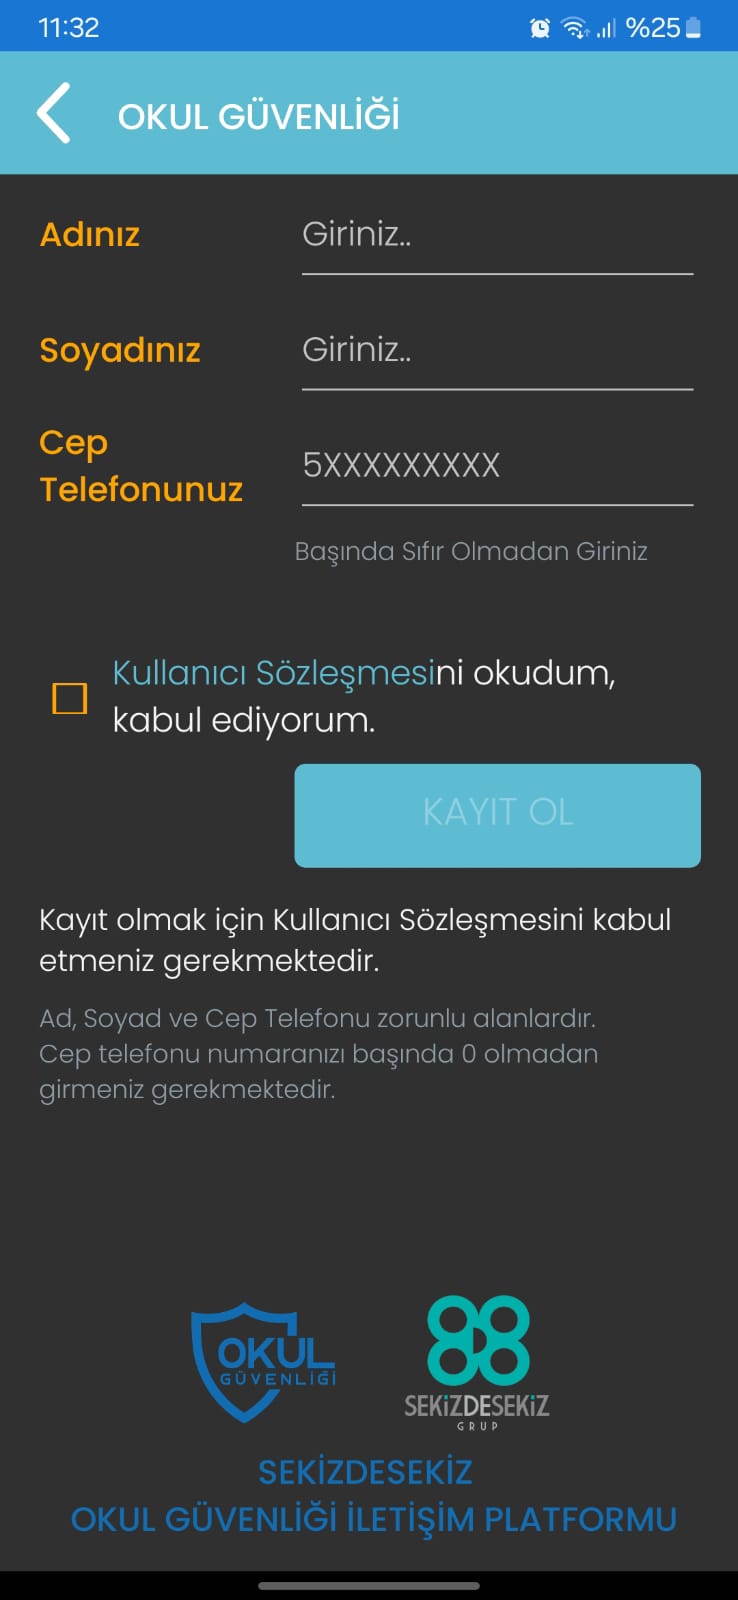 11:32
%25
OKUL GÜVENLİĞİ
Adınız
Giriniz..
Soyadınız
Giriniz..
Cep
Telefonunuz
5XXXXXXXXX
Başında Sıfır Olmadan Giriniz
Kullanıcı Sözleşmesini okudum,
kabul ediyorum.
KAYIT OL
Kayıt olmak için Kullanıcı Sözleşmesini kabul
etmeniz gerekmektedir.
Ad, Soyad ve Cep Telefonu zorunlu alanlardır.
Cep telefonu numaranızı başında 0 olmadan
girmeniz gerekmektedir.
OKUL
GÜVENLİĞİ
88
SEKİZDESEKİZ
GRUP
SEKİZDESEKİZ
OKUL GÜVENLİĞİ İLETİŞİM PLATFORMU